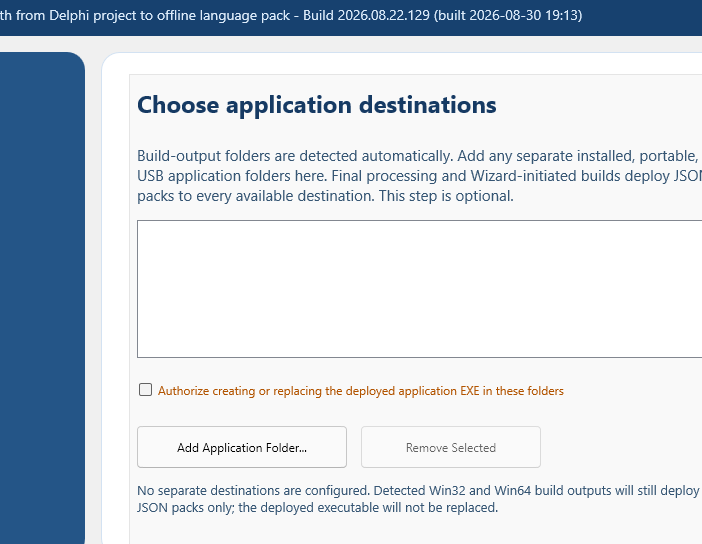 th from Delphi project to offline language pack - Build 2026.08.22.129 (built 2026-08-30 19:13)
Choose application destinations
Build-output folders are detected automatically. Add any separate installed, portable,
USB application folders here. Final processing and Wizard-initiated builds deploy JSON
packs to every available destination. This step is optional.
Authorize creating or replacing the deployed application EXE in these folders
Add Application Folder...
Remove Selected
No separate destinations are configured. Detected Win32 and Win64 build outputs will still deploy
JSON packs only; the deployed executable will not be replaced.